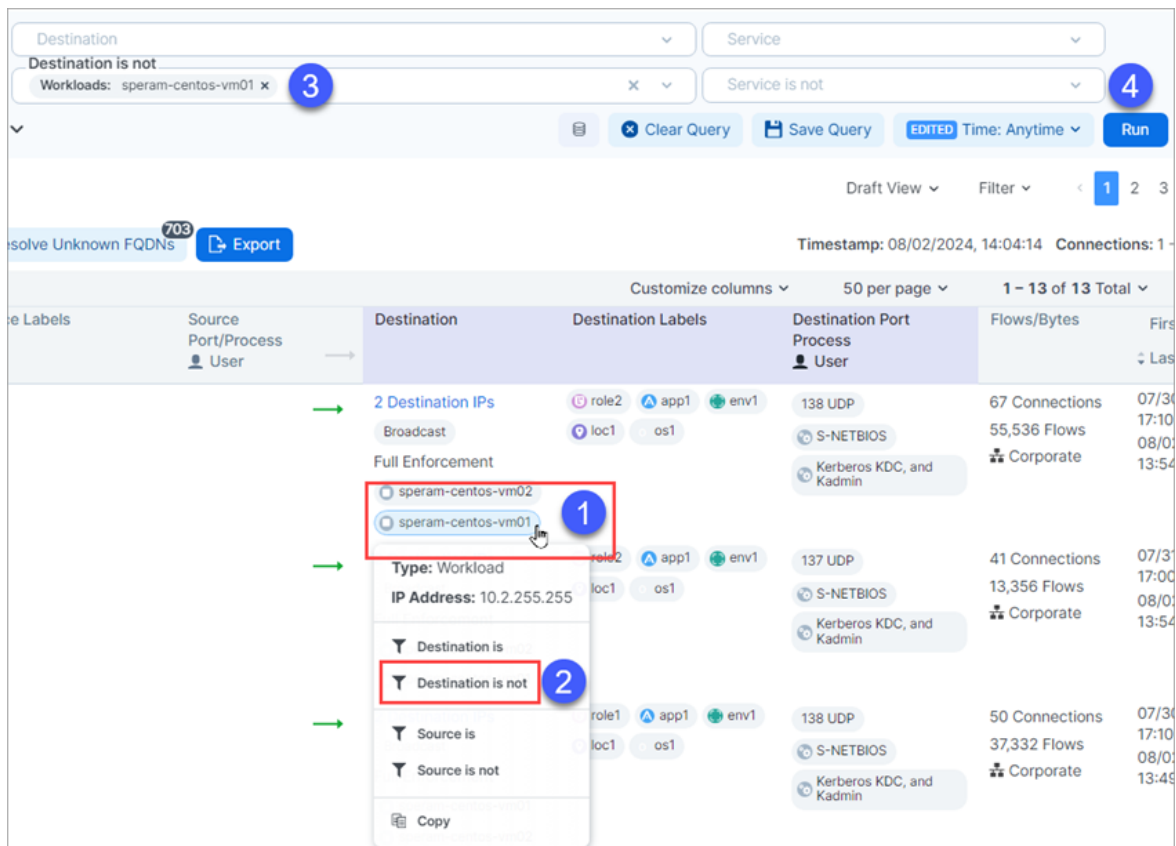 Destination
Service
Destination is not
Workloads: speram-centos-vm01 ×
3
Service is not
4
Clear Query
Save Query
EDITED Time: Anytime
Run
Draft View
Filter
1 2 3
esolve Unknown FQDNs
703
Export
Timestamp: 08/02/2024, 14:04:14 Connections: 1 -
Customize columns
50 per page
1 – 13 of 13 Total
ce Labels
Source
Port/Process
User
Destination
Destination Labels
Destination Port
Process
User
Flows/Bytes
Firs
Las
2 Destination IPs
Broadcast
Full Enforcement
speram-centos-vm02
speram-centos-vm01
1
role2 app1 env1
loc1 os1
138 UDP
S-NETBIOS
Kerberos KDC, and
Kadmin
67 Connections
55,536 Flows
Corporate
07/30
17:10
08/02
13:54
Type: Workload
IP Address: 10.2.255.255
Destination is
Destination is not
2
Source is
Source is not
Copy
role2 app1 env1
loc1 os1
137 UDP
S-NETBIOS
Kerberos KDC, and
Kadmin
41 Connections
13,356 Flows
Corporate
07/31
17:00
08/02
13:54
role1 app1 env1
loc1 os1
138 UDP
S-NETBIOS
Kerberos KDC, and
Kadmin
50 Connections
37,332 Flows
Corporate
07/30
17:10
08/02
13:49